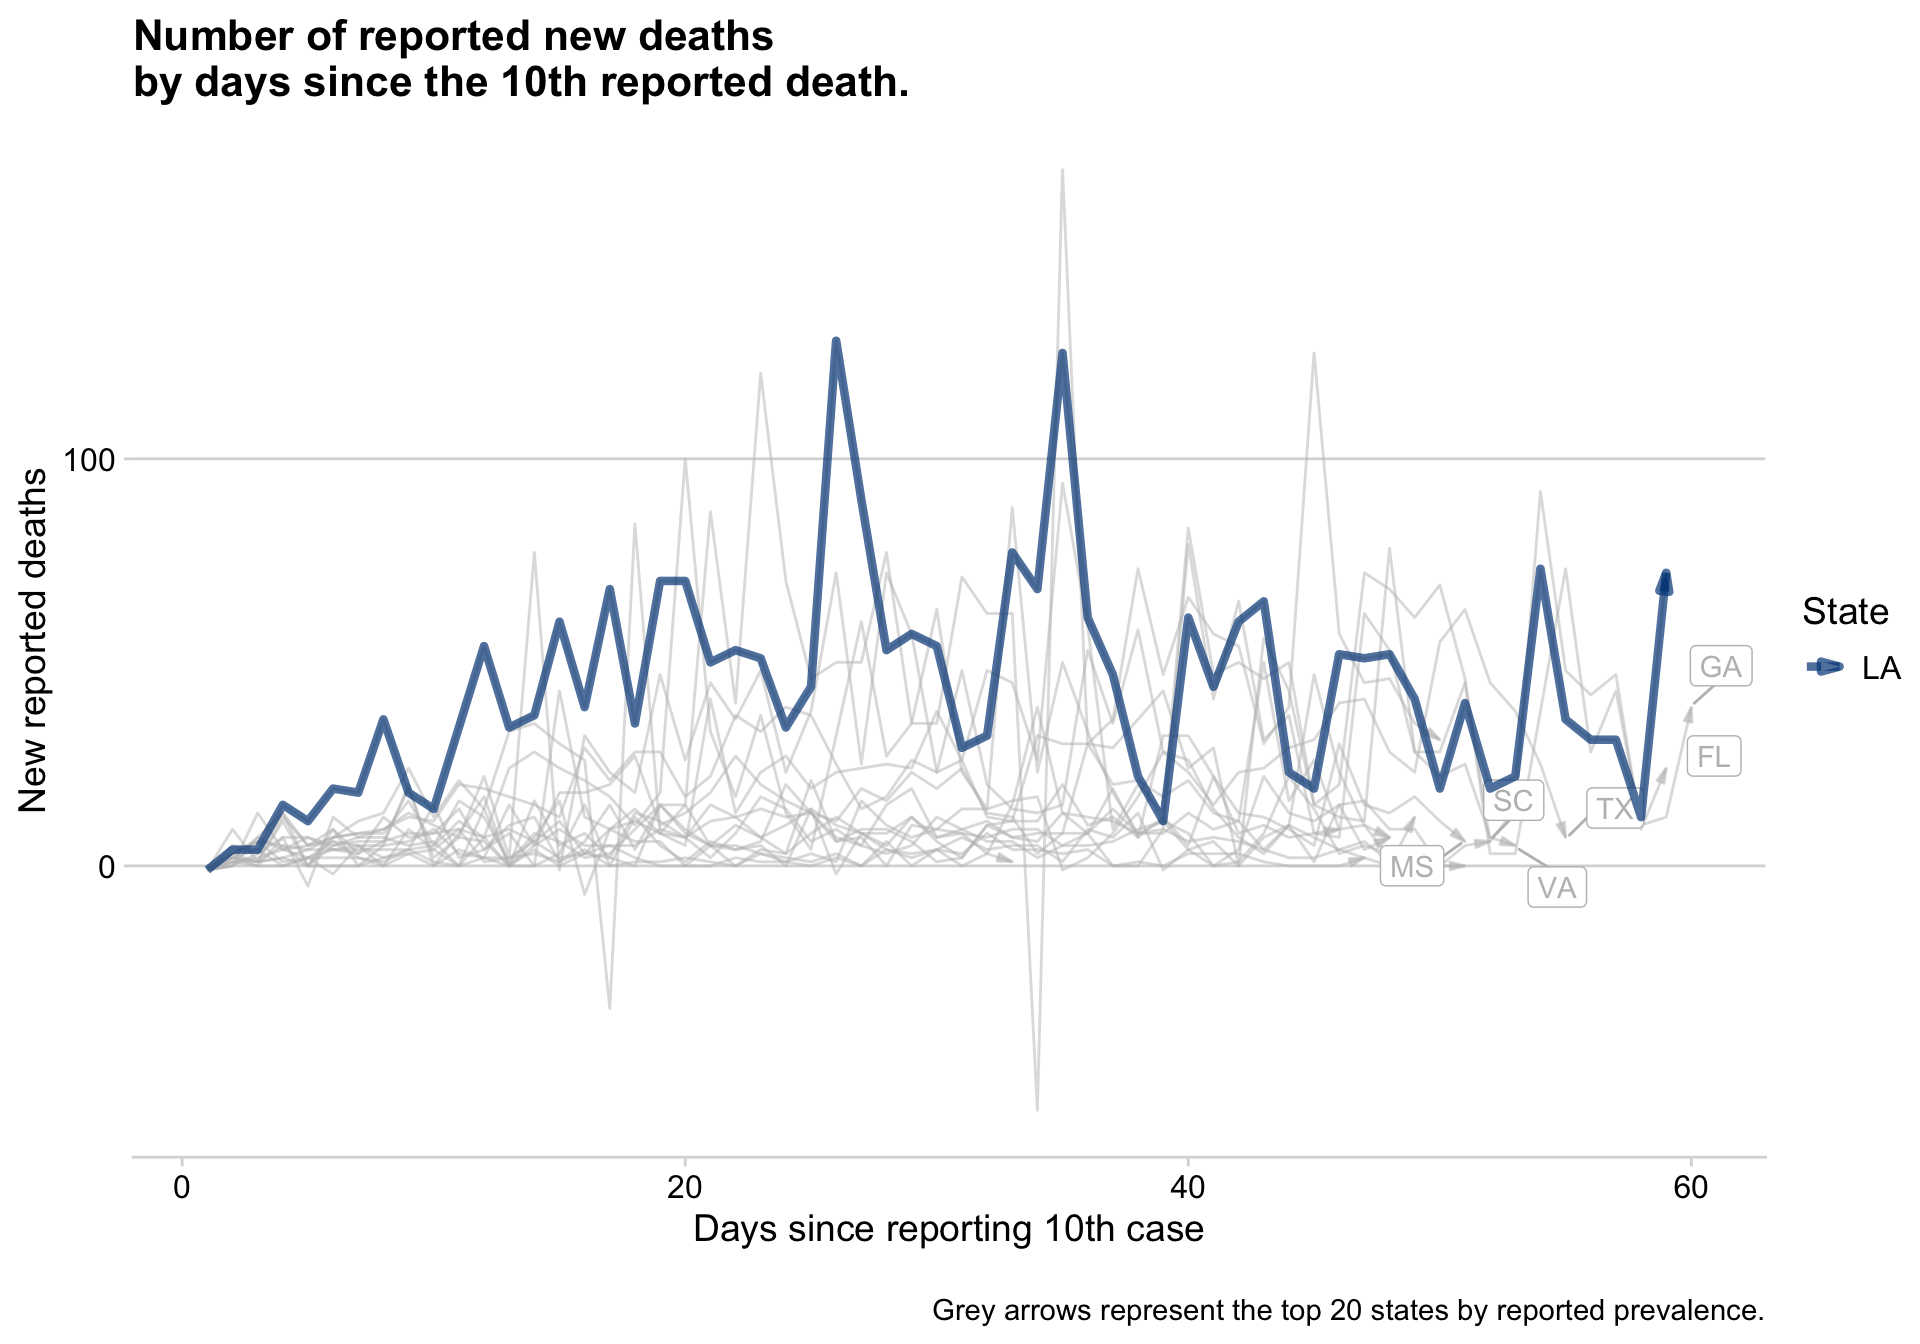 Number of reported new deaths
by days since the 10th reported death.
New reported deaths
100
0
GA
FL
SC
TX
MS
VA
State
LA
0
20
40
60
Days since reporting 10th case
Grey arrows represent the top 20 states by reported prevalence.